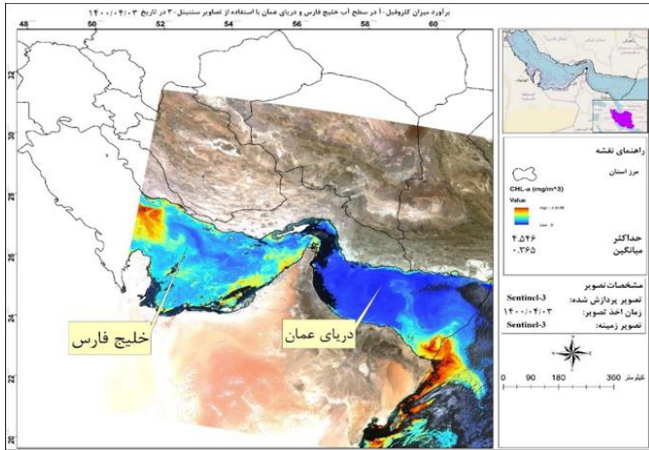 برآورد میزان کلروفیل-آ در سطح آب خلیج فارس و دریای عمان با استفاده از تصاویر سنتینل-۳ در تاریخ ۱۴۰۰/۰۴/۰۳
48 50 52 54 56 58 60
32
30
28
26
24
22
20
خلیج فارس
دریای عمان
راهنمای نقشه
مرز استان
CHL-a (mg/m^3)
Value
حداکثر ۴.۵۴۶
میانگین ۰.۳۶۵
مشخصات تصویر
تصویر پردازش شده: Sentinel-3
زمان اخذ تصویر: ۱۴۰۰/۰۴/۰۳
تصویر زمینه: Sentinel-3
0 90 180 360 کیلومتر